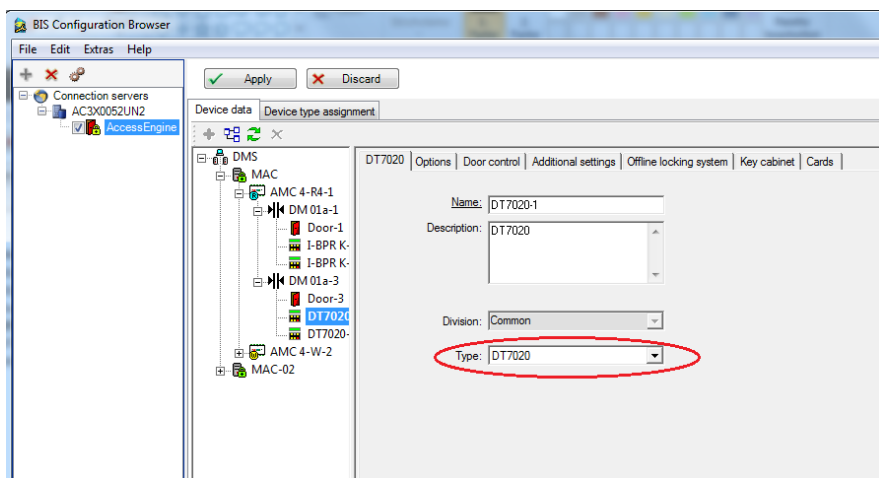 BIS Configuration Browser
File Edit Extras Help
Apply Discard
Connection servers
AC3X0052UN2
AccessEngine
Device data Device type assignment
DMS
MAC
AMC 4-R4-1
DM 01a-1
Door-1
I-BPR K-
I-BPR K-
DM 01a-3
Door-3
DT7020
DT7020-
AMC 4-W-2
MAC-02
DT7020 Options Door control Additional settings Offline locking system Key cabinet Cards
Name: DT7020-1
Description: DT7020
Division: Common
Type: DT7020